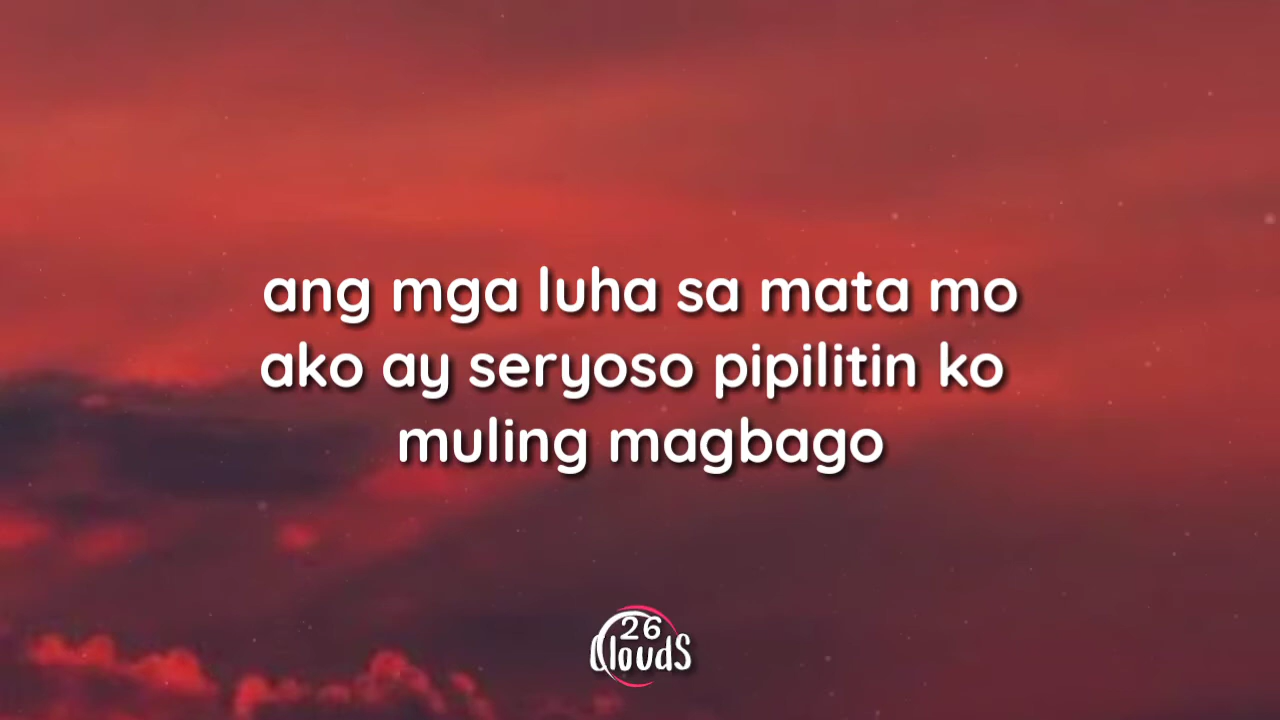 ang mga luha sa mata mo
ako ay seryoso pipilitin ko
muling magbago
26
Clouds